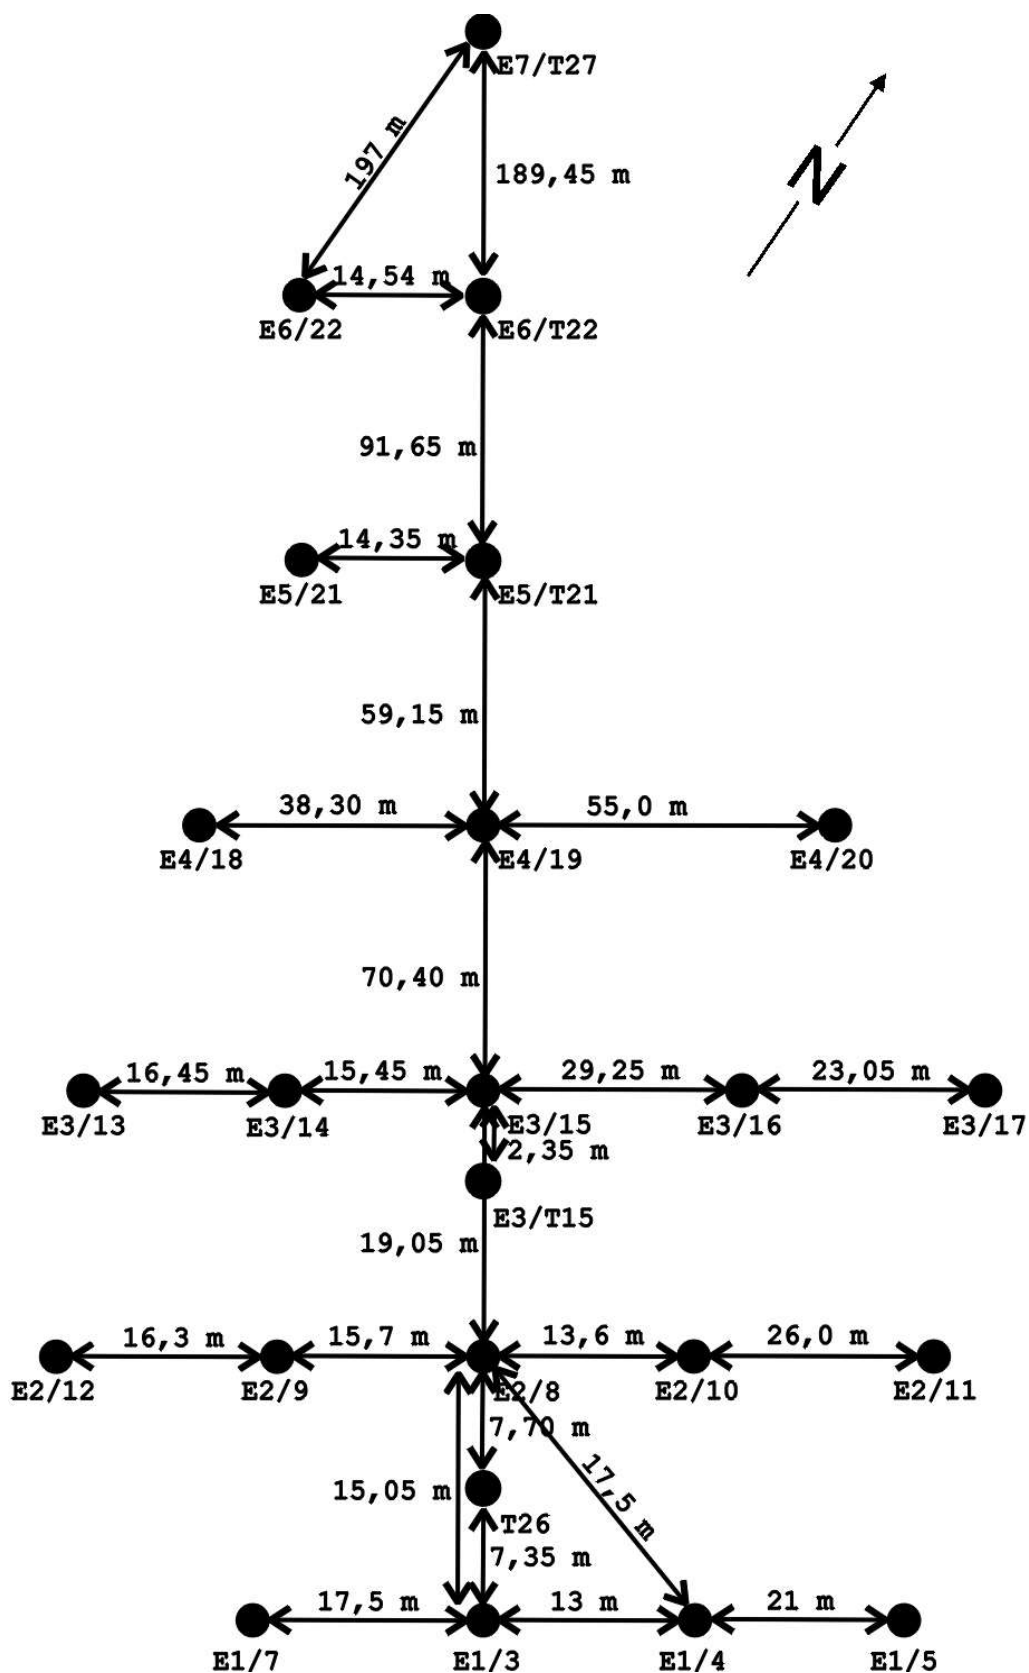 E7/T27
197 m
N
189,45 m
14,54 m
E6/22
E6/T22
91,65 m
14,35 m
E5/21
E5/T21
59,15 m
38,30 m
55,0 m
E4/18
E4/19
E4/20
70,40 m
16,45 m
15,45 m
29,25 m
23,05 m
E3/13
E3/14
E3/15
E3/16
E3/17
2,35 m
E3/T15
19,05 m
16,3 m
15,7 m
13,6 m
26,0 m
E2/12
E2/9
E2/8
E2/10
E2/11
7,70 m
17,5 m
15,05 m
T26
7,35 m
17,5 m
13 m
21 m
E1/7
E1/3
E1/4
E1/5